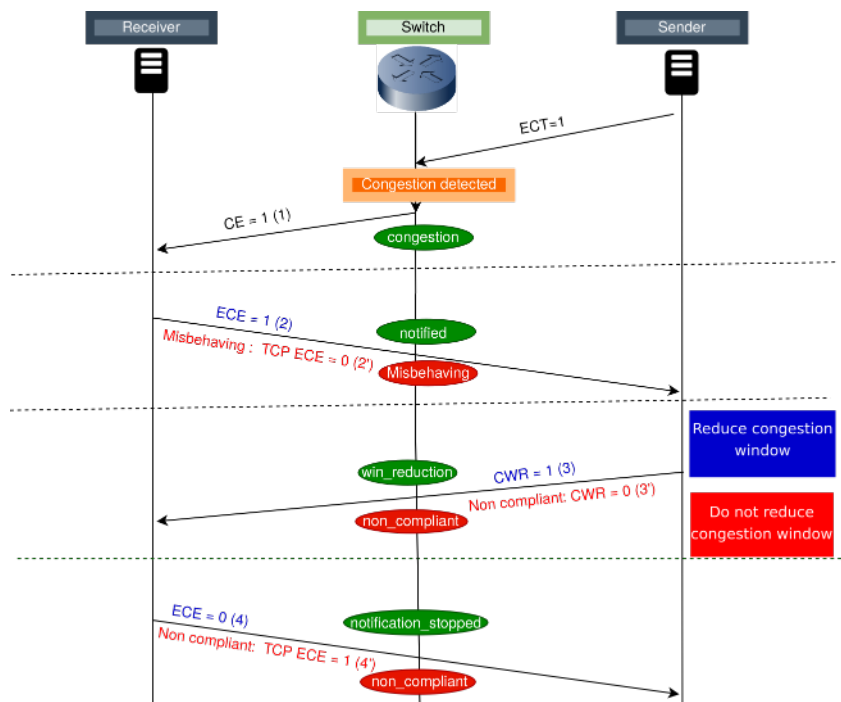 Receiver
Switch
Sender
ECT=1
Congestion detected
CE = 1 (1)
congestion
ECE = 1 (2)
notified
Misbehaving : TCP ECE = 0 (2')
Misbehaving
Reduce congestion
window
win_reduction
CWR = 1 (3)
Non compliant: CWR = 0 (3')
non_compliant
Do not reduce
congestion window
ECE = 0 (4)
notification_stopped
Non compliant: TCP ECE = 1 (4')
non_compliant